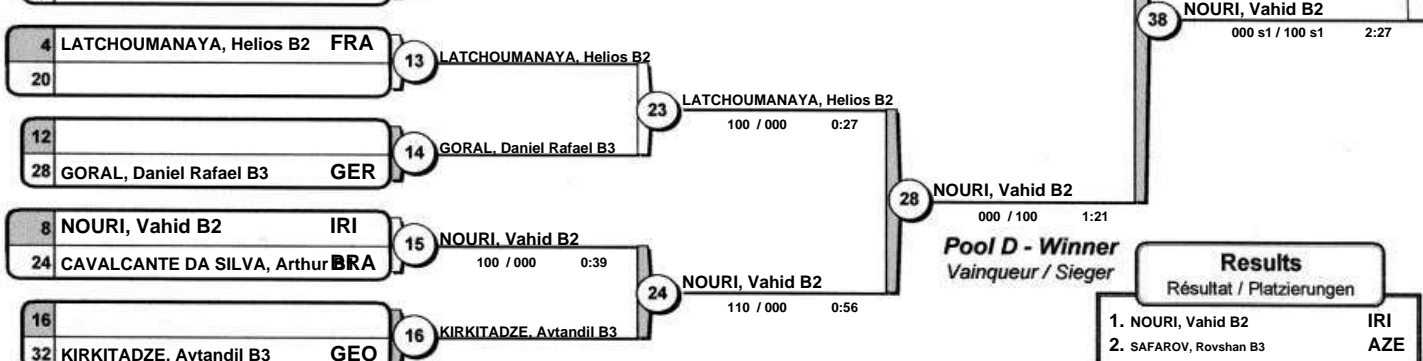 NOURI, Vahid B2
38
000 s1 / 100 s1 2:27
4 LATCHOUMANAYA, Helios B2 FRA
20
13
LATCHOUMANAYA, Helios B2
23
LATCHOUMANAYA, Helios B2
100 / 000 0:27
12
28 GORAL, Daniel Rafael B3 GER
14
GORAL, Daniel Rafael B3
28
NOURI, Vahid B2
000 / 100 1:21
8 NOURI, Vahid B2 IRI
24 CAVALCANTE DA SILVA, Arthur BRA
15
NOURI, Vahid B2
100 / 000 0:39
24
NOURI, Vahid B2
110 / 000 0:56
16
32 KIRKITADZE, Avtandil B3 GEO
16
KIRKITADZE, Avtandil B3
Pool D - Winner
Vainqueur / Sieger
Results
Résultat / Platzierungen
1. NOURI, Vahid B2 IRI
2. SAFAROV, Rovshan B3 AZE